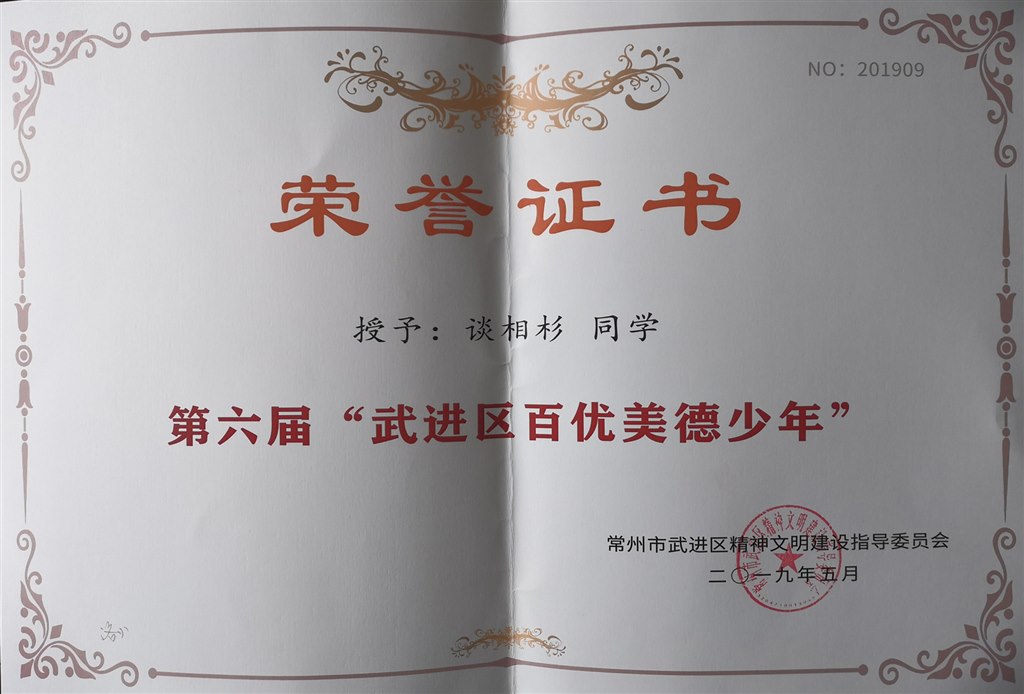 NO：201909
荣誉证书
授予：谈相杉 同学
第六届“武进区百优美德少年”
常州市武进区精神文明建设指导委员会
二〇一九年五月